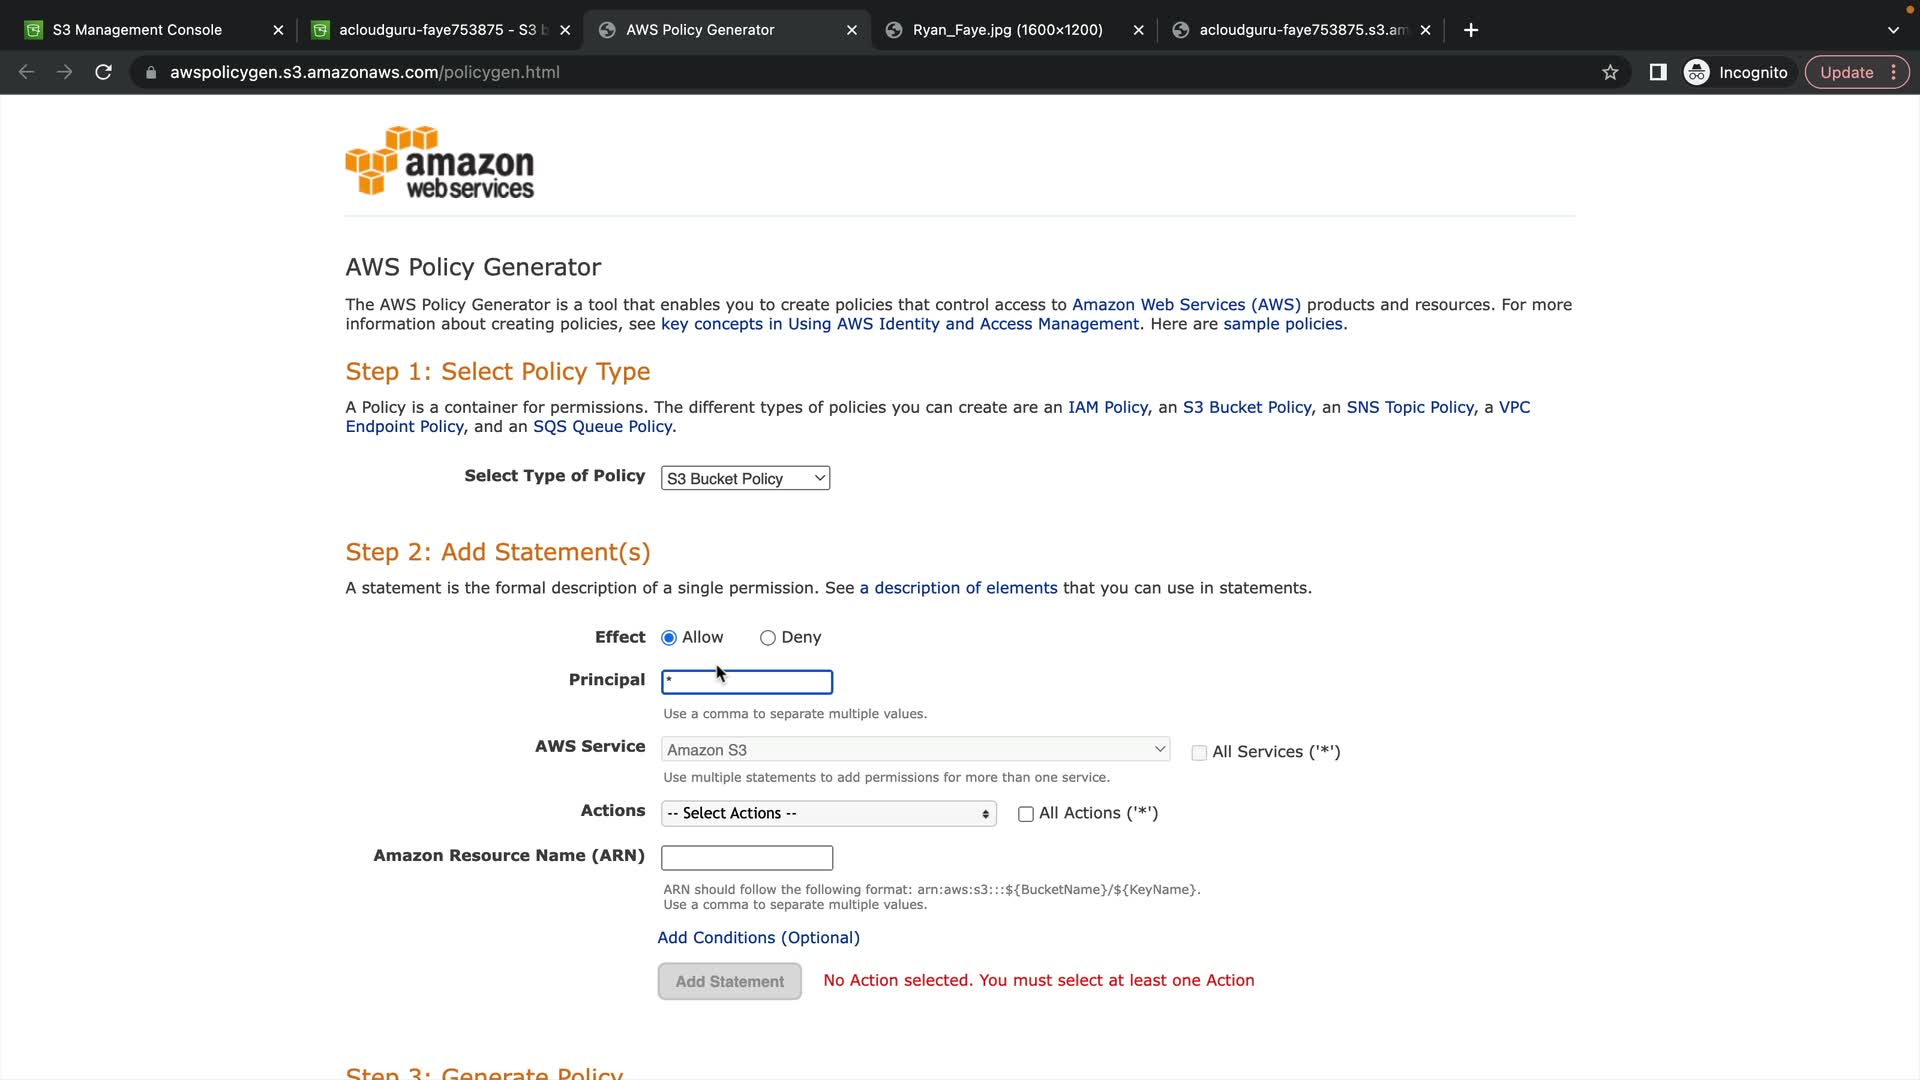 S3 Management Console
acloudguru-faye753875 - S3 b
AWS Policy Generator
Ryan_Faye.jpg (1600×1200)
acloudguru-faye753875.s3.am
awspolicygen.s3.amazonaws.com/policygen.html
Incognito
Update
amazon
webservices
AWS Policy Generator
The AWS Policy Generator is a tool that enables you to create policies that control access to Amazon Web Services (AWS) products and resources. For more
information about creating policies, see key concepts in Using AWS Identity and Access Management. Here are sample policies.
Step 1: Select Policy Type
A Policy is a container for permissions. The different types of policies you can create are an IAM Policy, an S3 Bucket Policy, an SNS Topic Policy, a VPC
Endpoint Policy, and an SQS Queue Policy.
Select Type of Policy S3 Bucket Policy
Step 2: Add Statement(s)
A statement is the formal description of a single permission. See a description of elements that you can use in statements.
Effect Allow Deny
Principal *
Use a comma to separate multiple values.
AWS Service Amazon S3 All Services ('*')
Use multiple statements to add permissions for more than one service.
Actions -- Select Actions -- All Actions ('*')
Amazon Resource Name (ARN)
ARN should follow the following format: arn:aws:s3:::${BucketName}/${KeyName}.
Use a comma to separate multiple values.
Add Conditions (Optional)
Add Statement No Action selected. You must select at least one Action
Step 3: Generate Policy